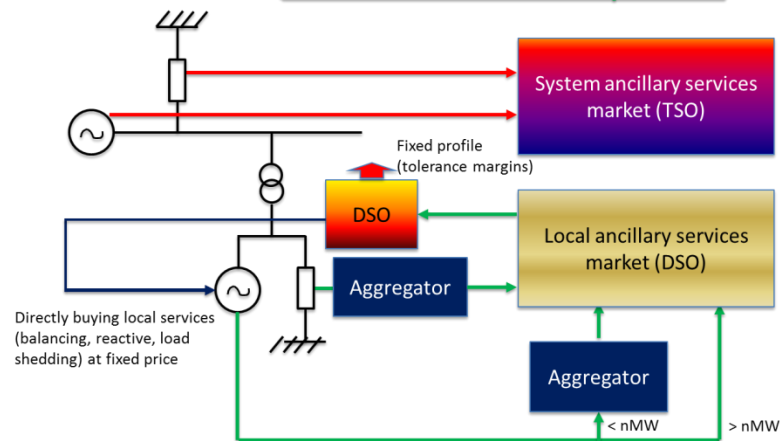 System ancillary services
market (TSO)
Fixed profile
(tolerance margins)
DSO
Local ancillary services
market (DSO)
Aggregator
Directly buying local services
(balancing, reactive, load
shedding) at fixed price
Aggregator
< nMW
> nMW